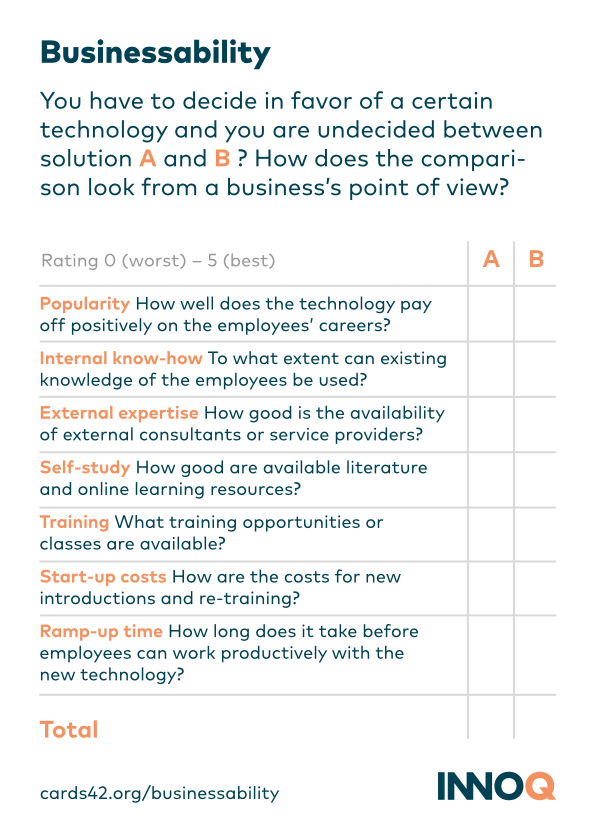 Businessability
You have to decide in favor of a certain
technology and you are undecided between
solution A and B ? How does the compari-
son look from a business's point of view?
Rating 0 (worst) – 5 (best)
A
B
Popularity How well does the technology pay
off positively on the employees' careers?
Internal know-how To what extent can existing
knowledge of the employees be used?
External expertise How good is the availability
of external consultants or service providers?
Self-study How good are available literature
and online learning resources?
Training What training opportunities or
classes are available?
Start-up costs How are the costs for new
introductions and re-training?
Ramp-up time How long does it take before
employees can work productively with the
new technology?
Total
cards42.org/businessability
INNOQ